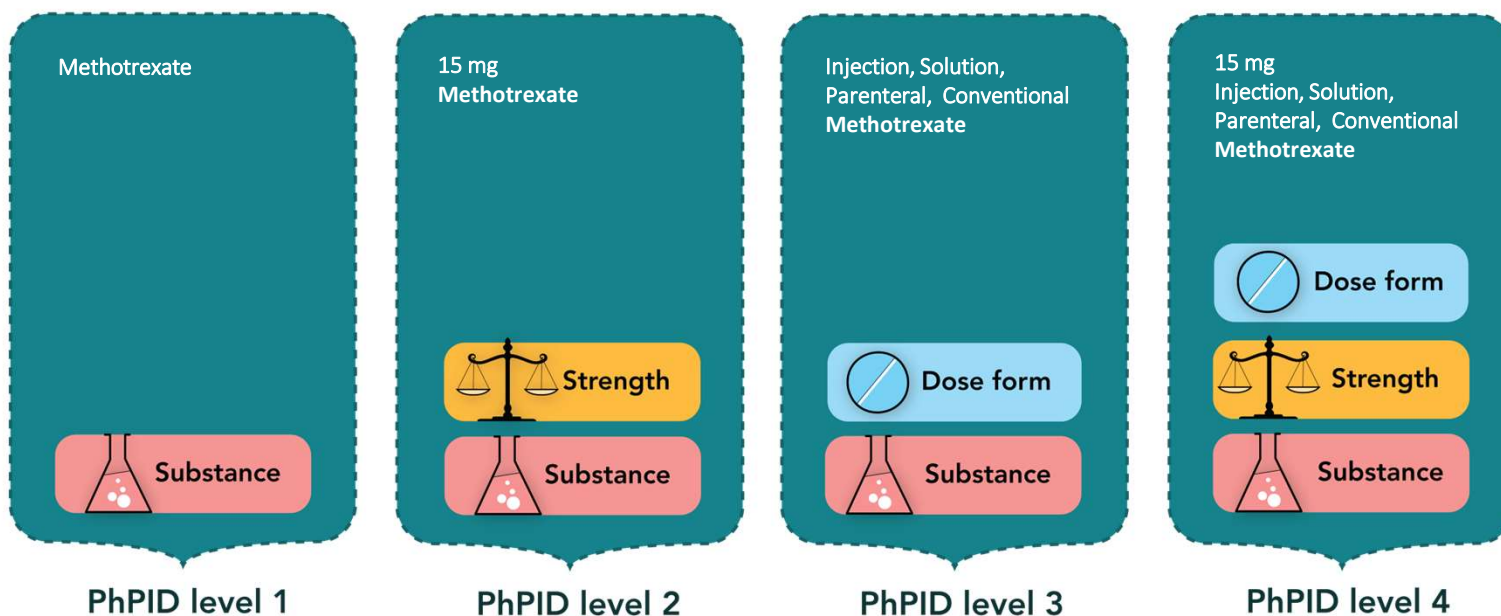 Methotrexate
Substance
PhPID level 1
15 mg
Methotrexate
Strength
Substance
PhPID level 2
Injection, Solution,
Parenteral, Conventional
Methotrexate
Dose form
Substance
PhPID level 3
15 mg
Injection, Solution,
Parenteral, Conventional
Methotrexate
Dose form
Strength
Substance
PhPID level 4